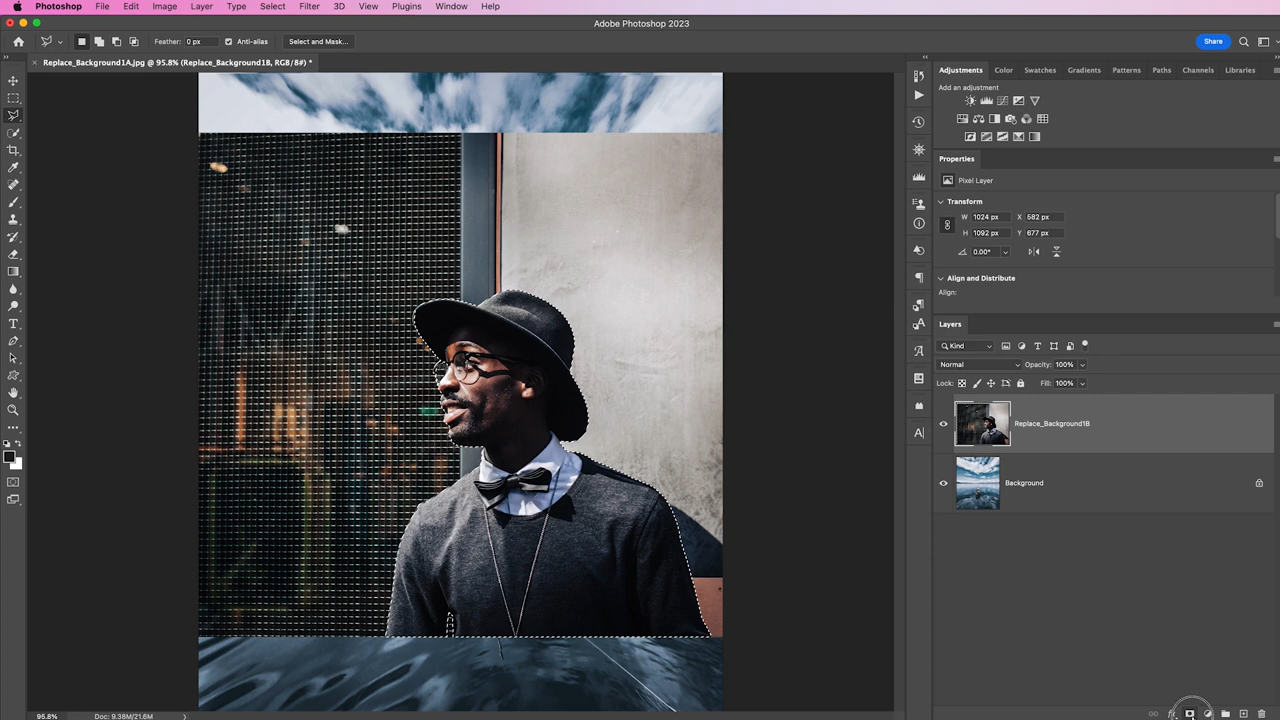 Photoshop File Edit Image Layer Type Select Filter 3D View Plugins Window Help
Adobe Photoshop 2023
Feather: 0 px Anti-alias Select and Mask... Share
Replace_Background1A.jpg @ 95.8% (Replace_Background1B, RGB/8#) *
Adjustments Color Swatches Gradients Patterns Paths Channels Libraries
Add an adjustment
Properties
Pixel Layer
Transform
W 1024 px X 582 px
H 1092 px Y 677 px
0.00°
Align and Distribute
Align:
Layers
Kind
Normal Opacity: 100%
Lock: Fill: 100%
Replace_Background1B
Background
95.8% Doc: 9.38M/21.6M